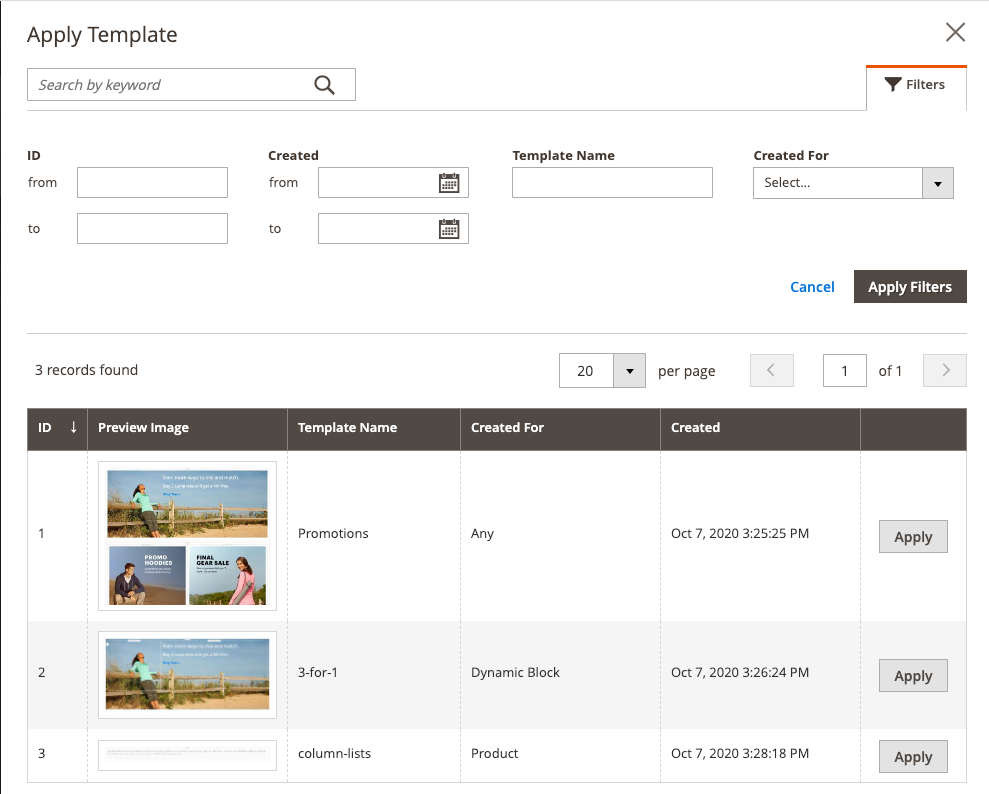 Apply Template
Search by keyword
Filters
ID
from
to
Created
from
to
Template Name
Created For
Select...
Cancel
Apply Filters
3 records found
20
per page
1
of 1
ID ↓ Preview Image Template Name Created For Created
PROMO
HOODIES
FINAL
GEAR SALE
1 Promotions Any Oct 7, 2020 3:25:25 PM Apply
2 3-for-1 Dynamic Block Oct 7, 2020 3:26:24 PM Apply
3 column-lists Product Oct 7, 2020 3:28:18 PM Apply